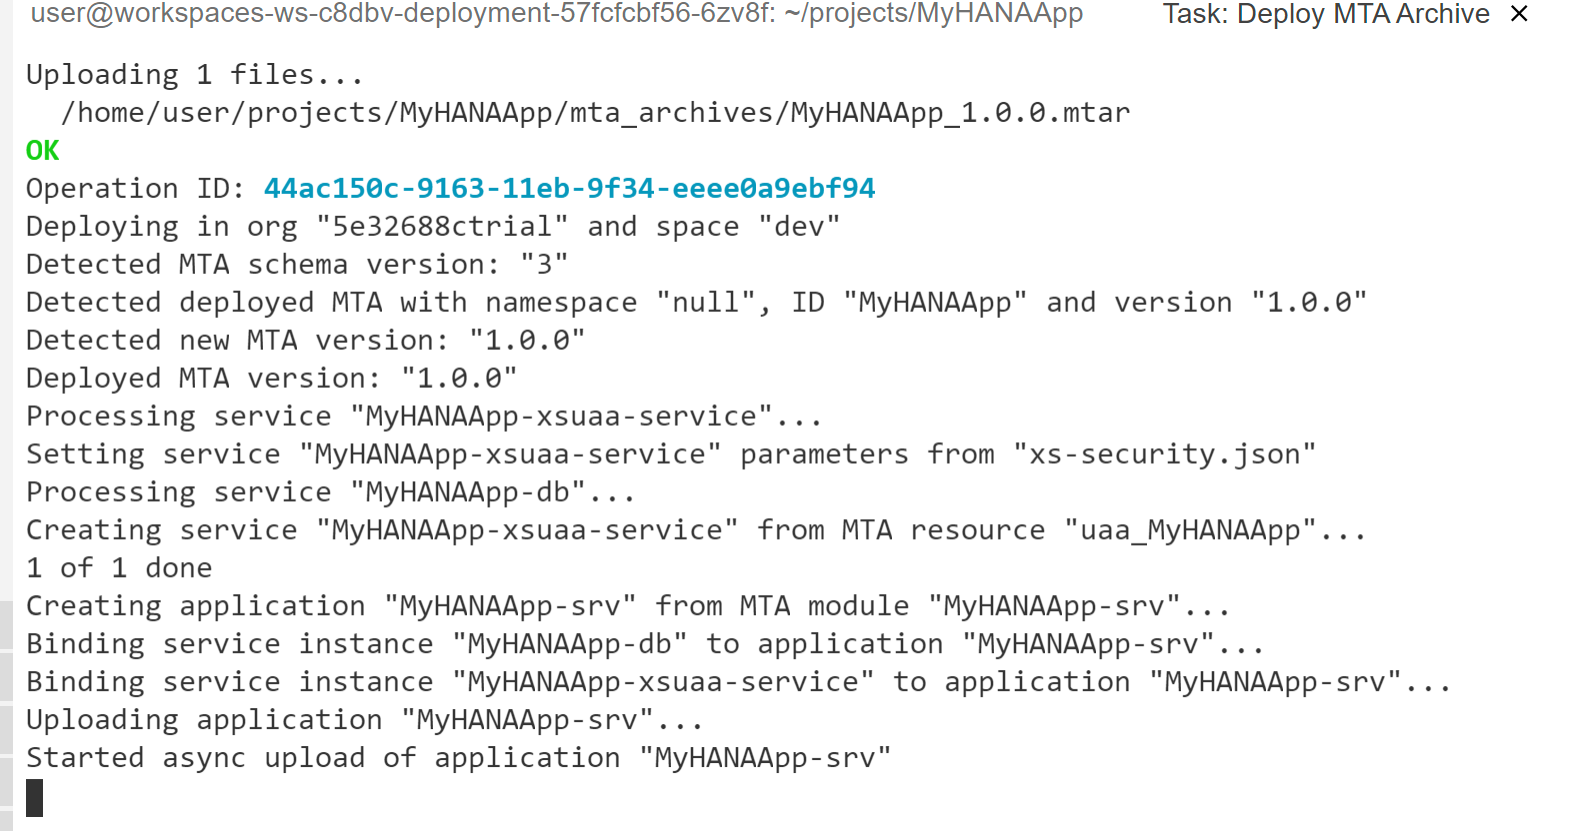 user@workspaces-ws-c8dbv-deployment-57fcfcbf56-6zv8f: ~/projects/MyHANAApp Task: Deploy MTA Archive ×
Uploading 1 files...
/home/user/projects/MyHANAApp/mta_archives/MyHANAApp_1.0.0.mtar
OK
Operation ID: 44ac150c-9163-11eb-9f34-eeee0a9ebf94
Deploying in org "5e32688ctrial" and space "dev"
Detected MTA schema version: "3"
Detected deployed MTA with namespace "null", ID "MyHANAApp" and version "1.0.0"
Detected new MTA version: "1.0.0"
Deployed MTA version: "1.0.0"
Processing service "MyHANAApp-xsuaa-service"...
Setting service "MyHANAApp-xsuaa-service" parameters from "xs-security.json"
Processing service "MyHANAApp-db"...
Creating service "MyHANAApp-xsuaa-service" from MTA resource "uaa_MyHANAApp"...
1 of 1 done
Creating application "MyHANAApp-srv" from MTA module "MyHANAApp-srv"...
Binding service instance "MyHANAApp-db" to application "MyHANAApp-srv"...
Binding service instance "MyHANAApp-xsuaa-service" to application "MyHANAApp-srv"...
Uploading application "MyHANAApp-srv"...
Started async upload of application "MyHANAApp-srv"